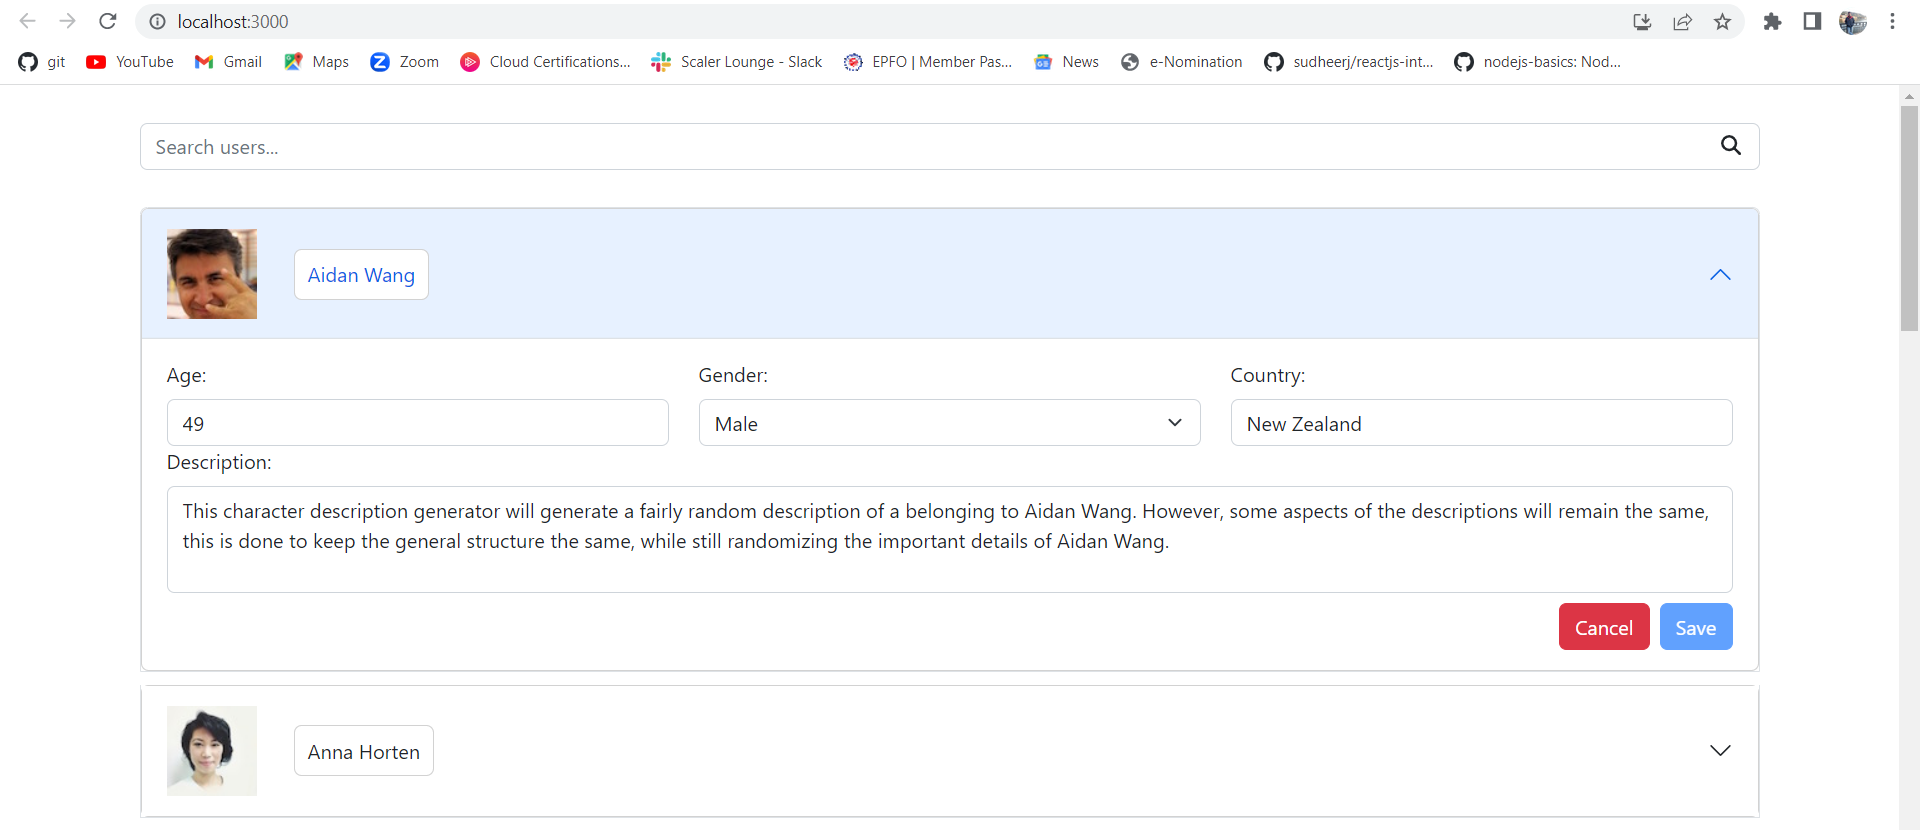 localhost:3000
git YouTube Gmail Maps Zoom Cloud Certifications... Scaler Lounge - Slack EPFO | Member Pas... News e-Nomination sudheerj/reactjs-int... nodejs-basics: Nod...
Search users...
Aidan Wang
Age: Gender: Country:
49 Male New Zealand
Description:
This character description generator will generate a fairly random description of a belonging to Aidan Wang. However, some aspects of the descriptions will remain the same,
this is done to keep the general structure the same, while still randomizing the important details of Aidan Wang.
Cancel Save
Anna Horten